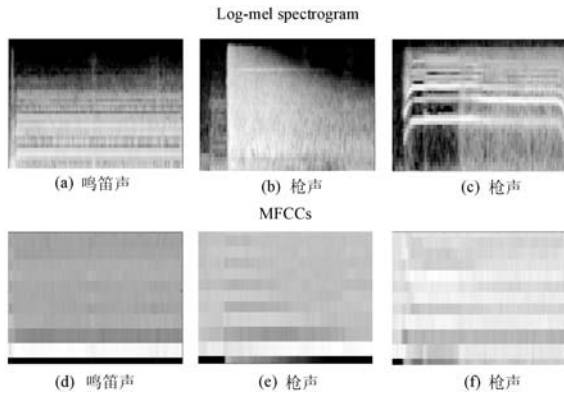 Log-mel spectrogram
(a) 鸣笛声
(b) 枪声
(c) 枪声
MFCCs
(d) 鸣笛声
(e) 枪声
(f) 枪声